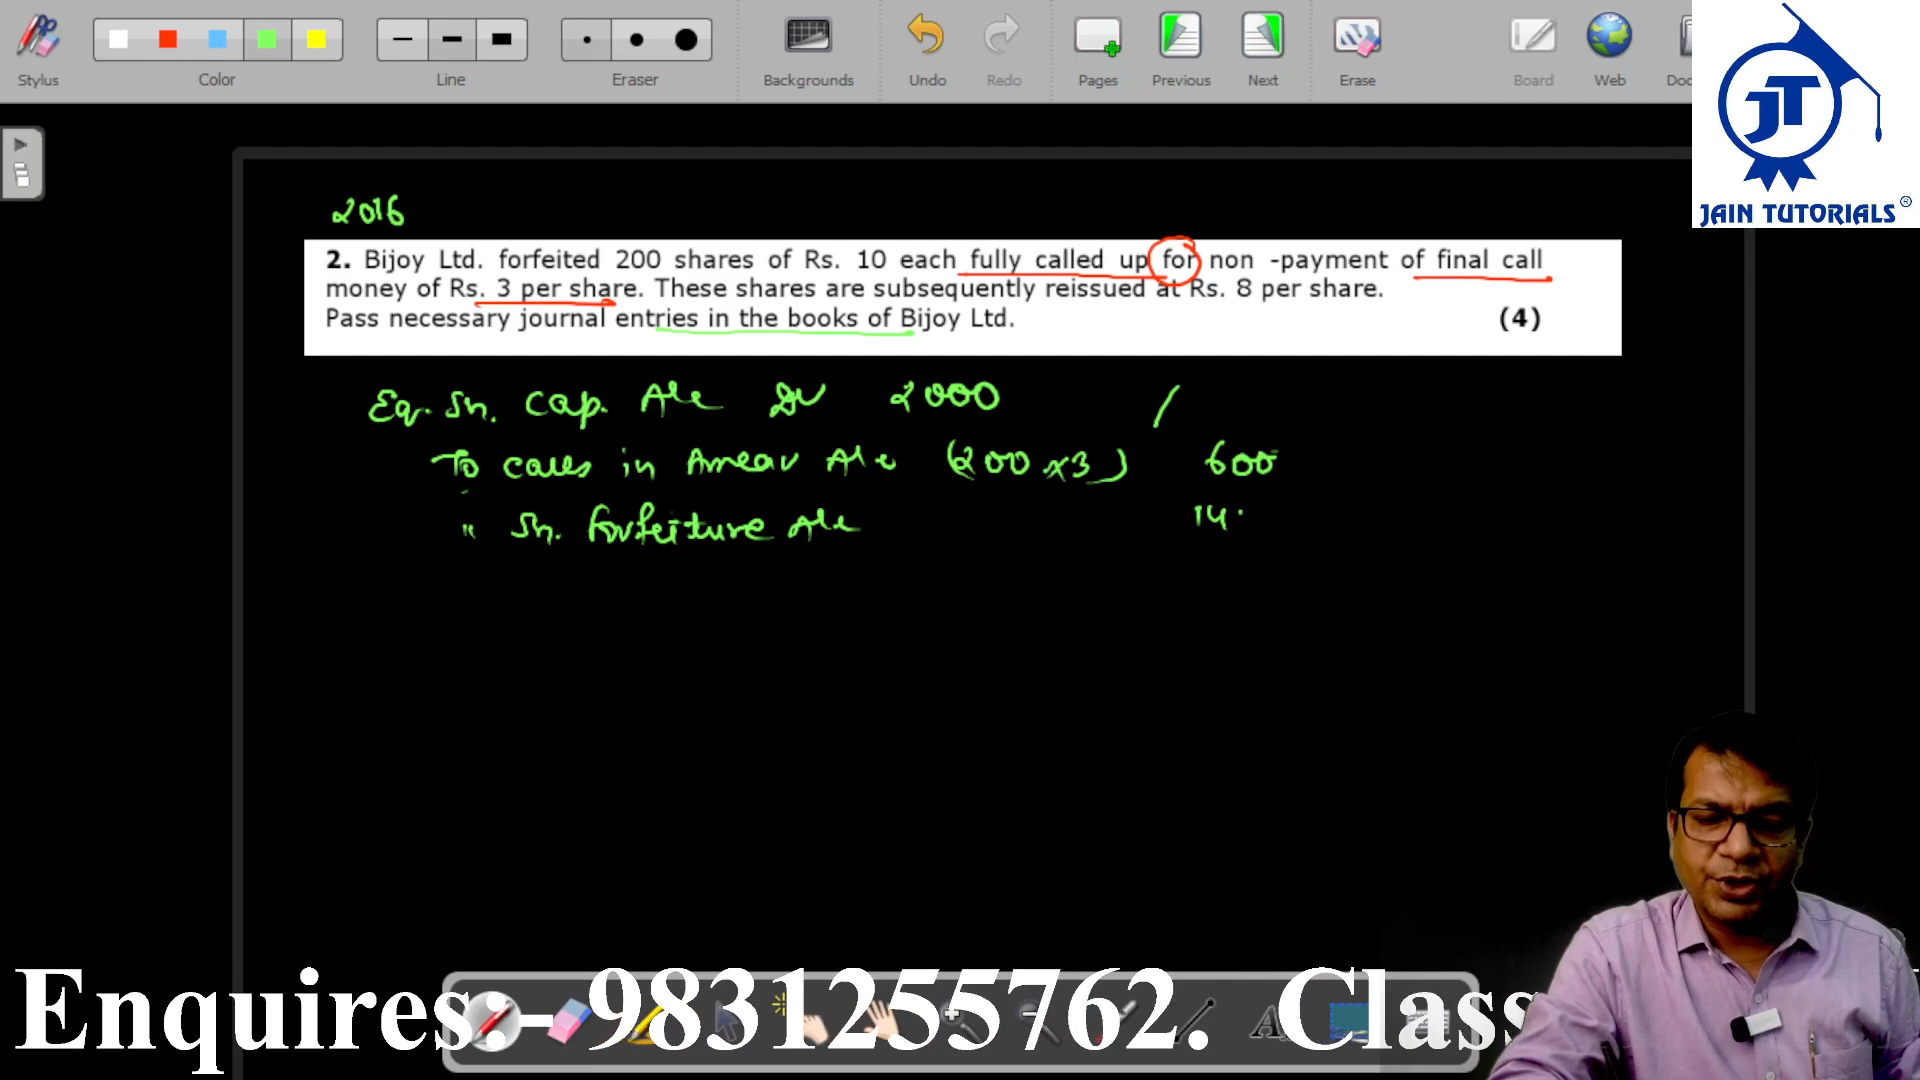 Stylus Color Line Eraser Backgrounds Undo Redo Pages Previous Next Erase Board Web Doc
JT
JAIN TUTORIALS®
2016
2. Bijoy Ltd. forfeited 200 shares of Rs. 10 each fully called up for non -payment of final call
money of Rs. 3 per share. These shares are subsequently reissued at Rs. 8 per share.
Pass necessary journal entries in the books of Bijoy Ltd. (4)
Eq. Sh. Cap. A/c Dr 2000 /
To calls in Arrear A/c (200 x 3) 600
" Sh. forfeiture A/c 14.
Enquires:- 9831255762. Class